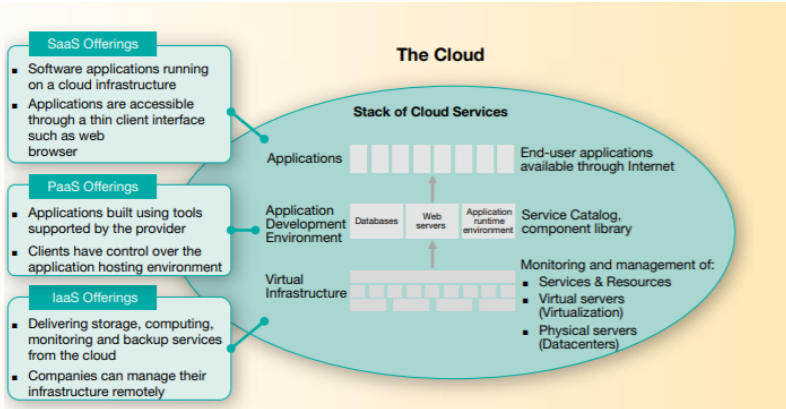 The Cloud
SaaS Offerings
▪ Software applications running
on a cloud infrastructure
▪ Applications are accessible
through a thin client interface
such as web
browser
PaaS Offerings
▪ Applications built using tools
supported by the provider
▪ Clients have control over the
application hosting environment
IaaS Offerings
▪ Delivering storage, computing,
monitoring and backup services
from the cloud
▪ Companies can manage their
infrastructure remotely
Stack of Cloud Services
Applications
End-user applications
available through Internet
Application
Development
Environment
Databases
Web
servers
Application
runtime
environment
Service Catalog,
component library
Virtual
Infrastructure
Monitoring and management of:
▪ Services & Resources
▪ Virtual servers
(Virtualization)
▪ Physical servers
(Datacenters)